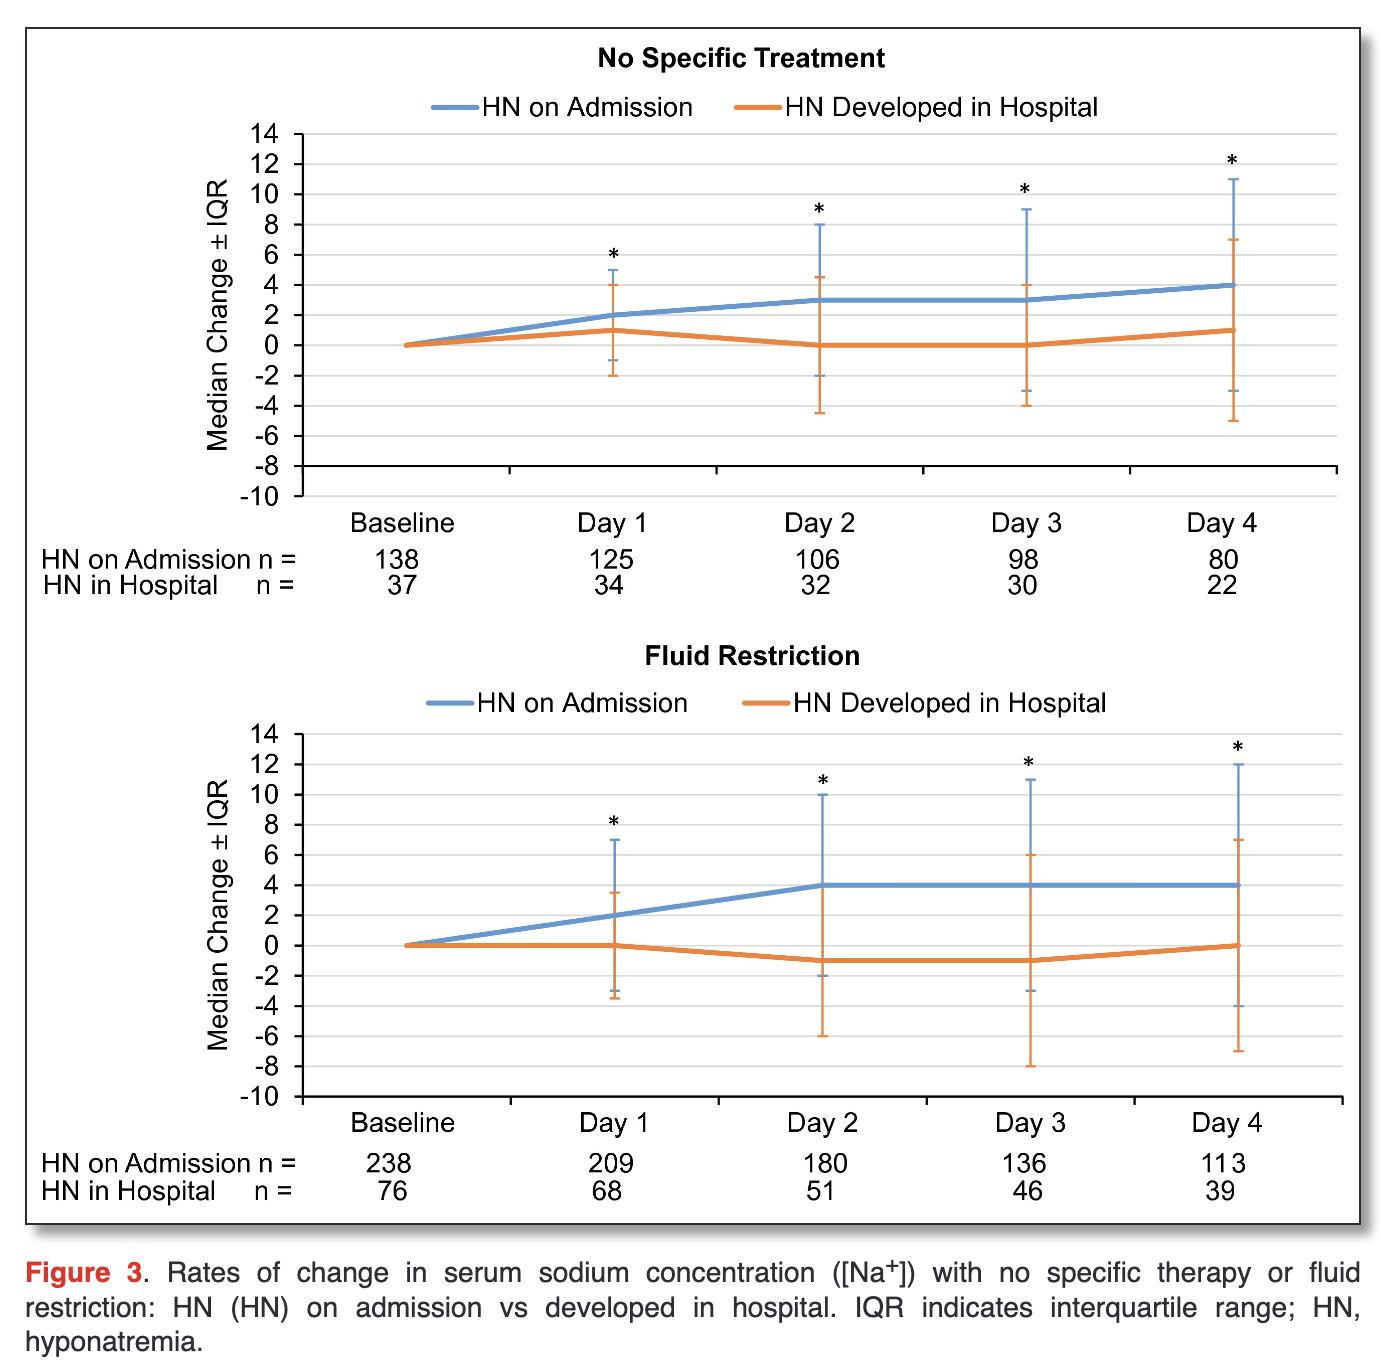 No Specific Treatment
HN on Admission HN Developed in Hospital
14
12
10
8
6
4
2
0
-2
-4
-6
-8
-10
Median Change ± IQR
* * * *
Baseline Day 1 Day 2 Day 3 Day 4
HN on Admission n = 138 125 106 98 80
HN in Hospital n = 37 34 32 30 22
Fluid Restriction
HN on Admission HN Developed in Hospital
14
12
10
8
6
4
2
0
-2
-4
-6
-8
-10
Median Change ± IQR
* * * *
Baseline Day 1 Day 2 Day 3 Day 4
HN on Admission n = 238 209 180 136 113
HN in Hospital n = 76 68 51 46 39
Figure 3. Rates of change in serum sodium concentration ([Na⁺]) with no specific therapy or fluid
restriction: HN (HN) on admission vs developed in hospital. IQR indicates interquartile range; HN,
hyponatremia.